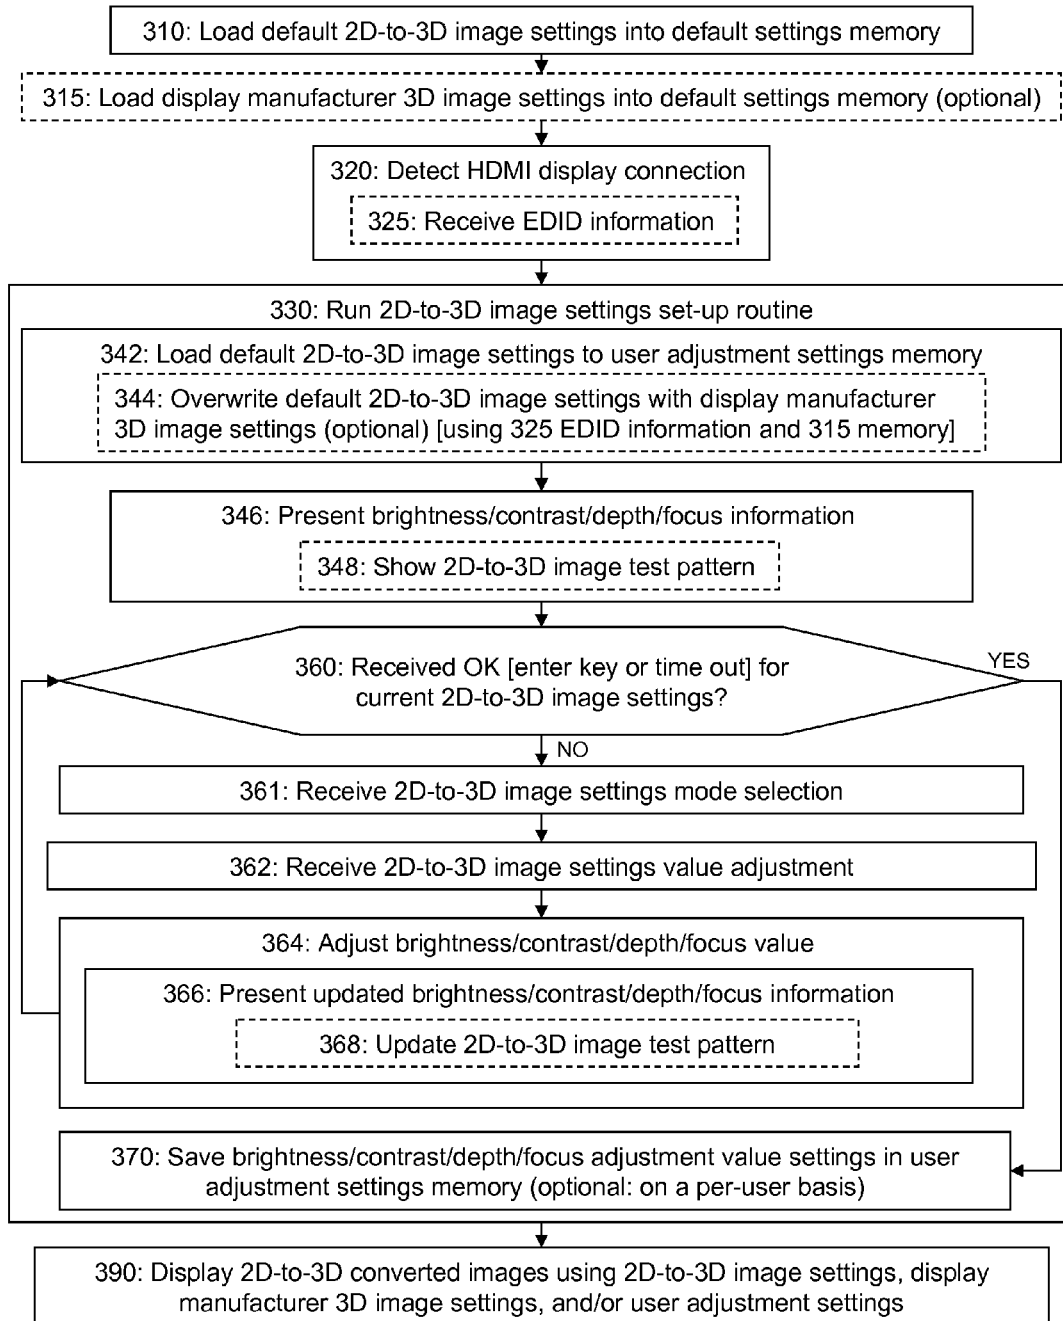 310: Load default 2D-to-3D image settings into default settings memory
315: Load display manufacturer 3D image settings into default settings memory (optional)
320: Detect HDMI display connection
325: Receive EDID information
330: Run 2D-to-3D image settings set-up routine
342: Load default 2D-to-3D image settings to user adjustment settings memory
344: Overwrite default 2D-to-3D image settings with display manufacturer
3D image settings (optional) [using 325 EDID information and 315 memory]
346: Present brightness/contrast/depth/focus information
348: Show 2D-to-3D image test pattern
360: Received OK [enter key or time out] for
current 2D-to-3D image settings?
YES
NO
361: Receive 2D-to-3D image settings mode selection
362: Receive 2D-to-3D image settings value adjustment
364: Adjust brightness/contrast/depth/focus value
366: Present updated brightness/contrast/depth/focus information
368: Update 2D-to-3D image test pattern
370: Save brightness/contrast/depth/focus adjustment value settings in user
adjustment settings memory (optional: on a per-user basis)
390: Display 2D-to-3D converted images using 2D-to-3D image settings, display
manufacturer 3D image settings, and/or user adjustment settings